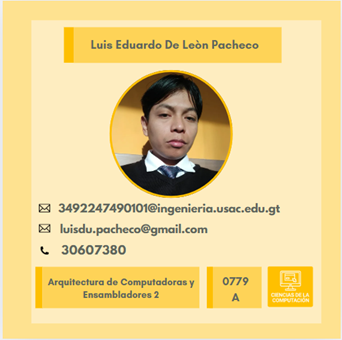 Luis Eduardo De Leòn Pacheco
3492247490101@ingenieria.usac.edu.gt
luisdu.pacheco@gmail.com
30607380
Arquitectura de Computadoras y
Ensambladores 2
0779
A
CIENCIAS DE LA
COMPUTACIÓN